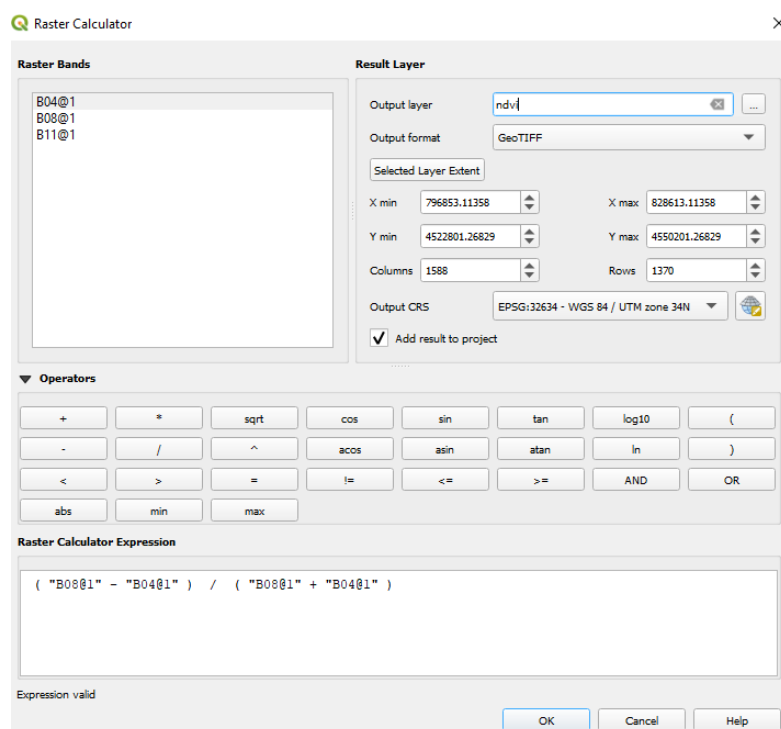 Raster Calculator
Raster Bands
B04@1
B08@1
B11@1
Result Layer
Output layer ndvi ...
Output format GeoTIFF
Selected Layer Extent
X min 796853.11358 X max 828613.11358
Y min 4522801.26829 Y max 4550201.26829
Columns 1588 Rows 1370
Output CRS EPSG:32634 - WGS 84 / UTM zone 34N
Add result to project
Operators
+ * sqrt cos sin tan log10 (
- / ^ acos asin atan ln )
< > = != <= >= AND OR
abs min max
Raster Calculator Expression
( "B08@1" - "B04@1" ) / ( "B08@1" + "B04@1" )
Expression valid
OK Cancel Help